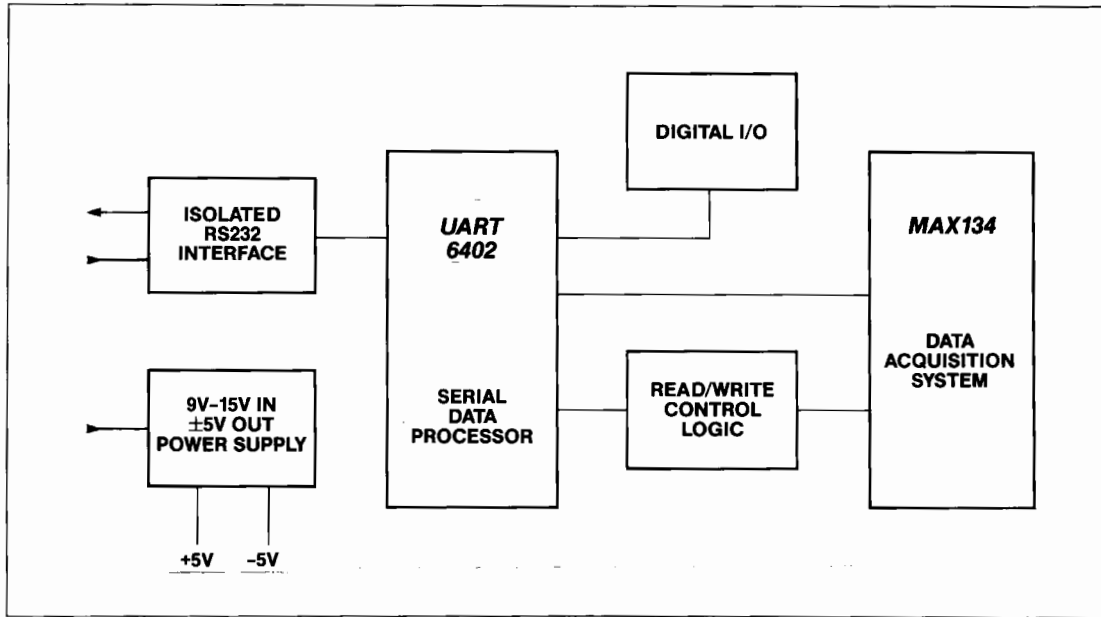 DIGITAL I/O
ISOLATED
RS232
INTERFACE
UART
6402
SERIAL
DATA
PROCESSOR
MAX134
DATA
ACQUISITION
SYSTEM
9V–15V IN
±5V OUT
POWER SUPPLY
READ/WRITE
CONTROL
LOGIC
+5V
–5V